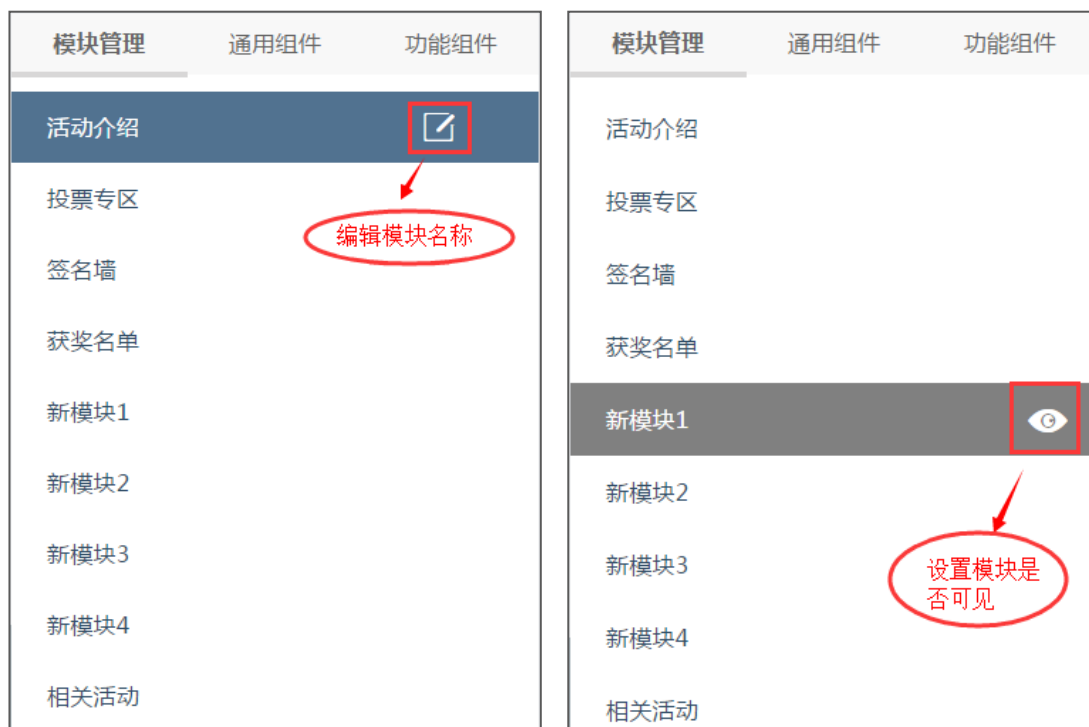 模块管理 通用组件 功能组件
活动介绍
投票专区
编辑模块名称
签名墙
获奖名单
新模块1
新模块2
新模块3
新模块4
相关活动
模块管理 通用组件 功能组件
活动介绍
投票专区
签名墙
获奖名单
新模块1
新模块2
新模块3
设置模块是
否可见
新模块4
相关活动